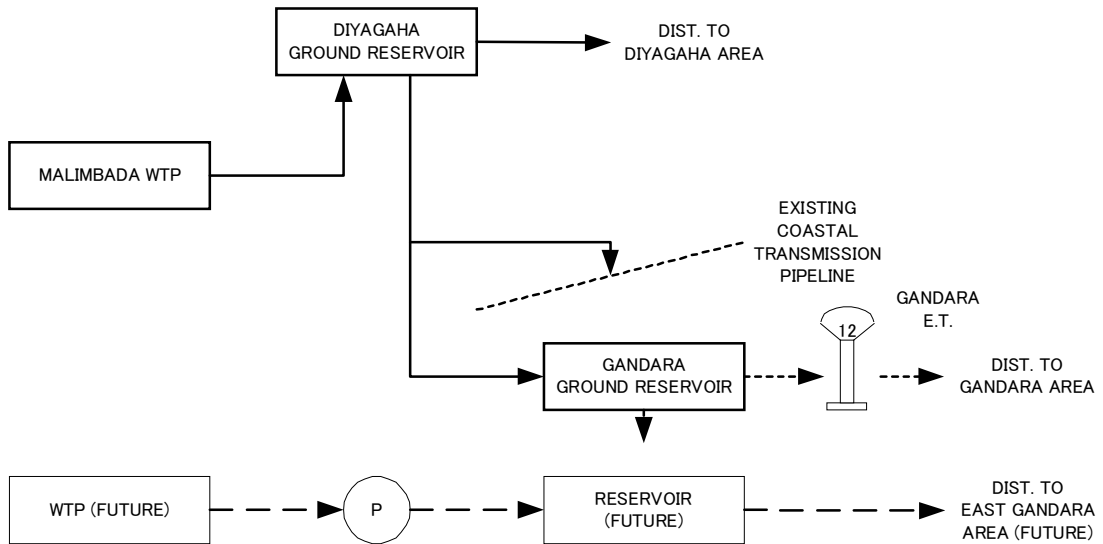 DIYAGAHA
GROUND RESERVOIR
DIST. TO
DIYAGAHA AREA
MALIMBADA WTP
EXISTING
COASTAL
TRANSMISSION
PIPELINE
GANDARA
E.T.
12
GANDARA
GROUND RESERVOIR
DIST. TO
GANDARA AREA
WTP (FUTURE)
P
RESERVOIR
(FUTURE)
DIST. TO
EAST GANDARA
AREA (FUTURE)